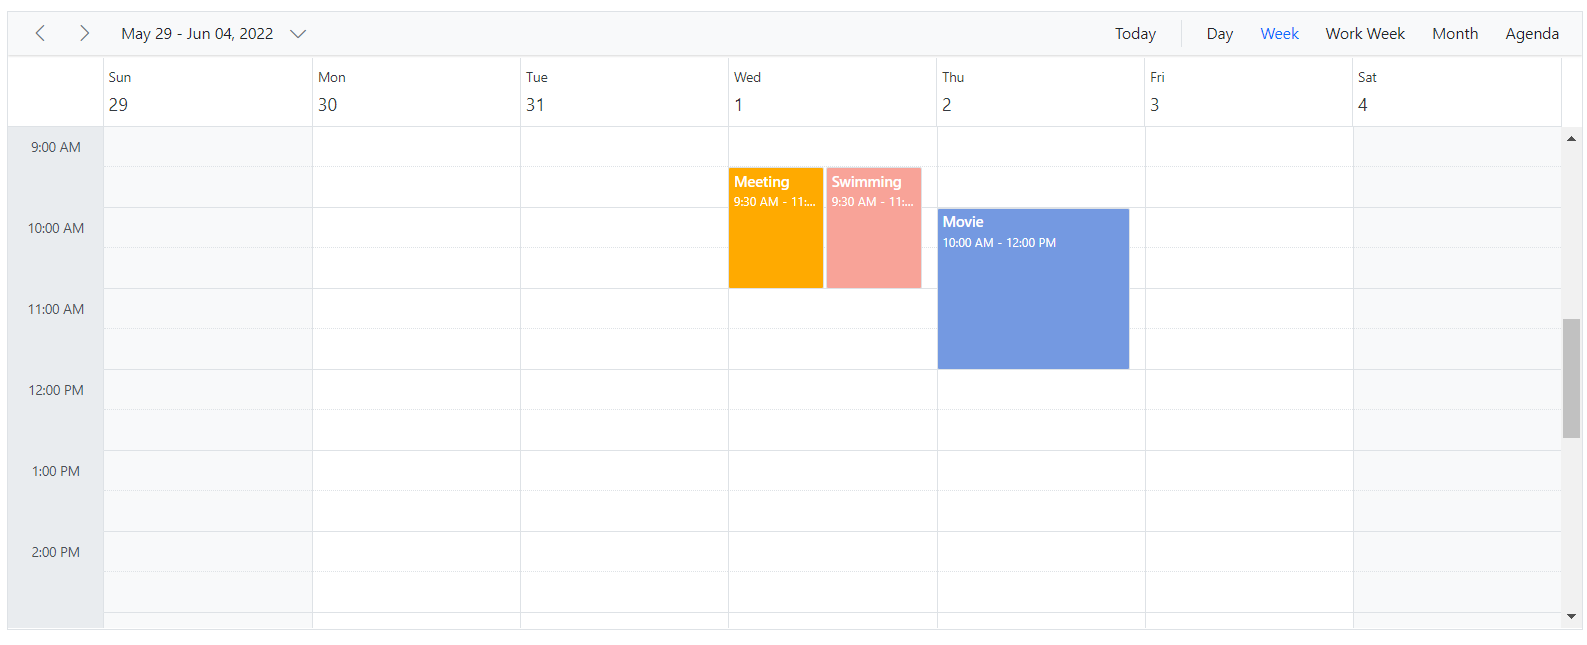 May 29 - Jun 04, 2022
Today
Day
Week
Work Week
Month
Agenda
Sun
29
Mon
30
Tue
31
Wed
1
Thu
2
Fri
3
Sat
4
9:00 AM
10:00 AM
11:00 AM
12:00 PM
1:00 PM
2:00 PM
Meeting
9:30 AM - 11:...
Swimming
9:30 AM - 11:...
Movie
10:00 AM - 12:00 PM